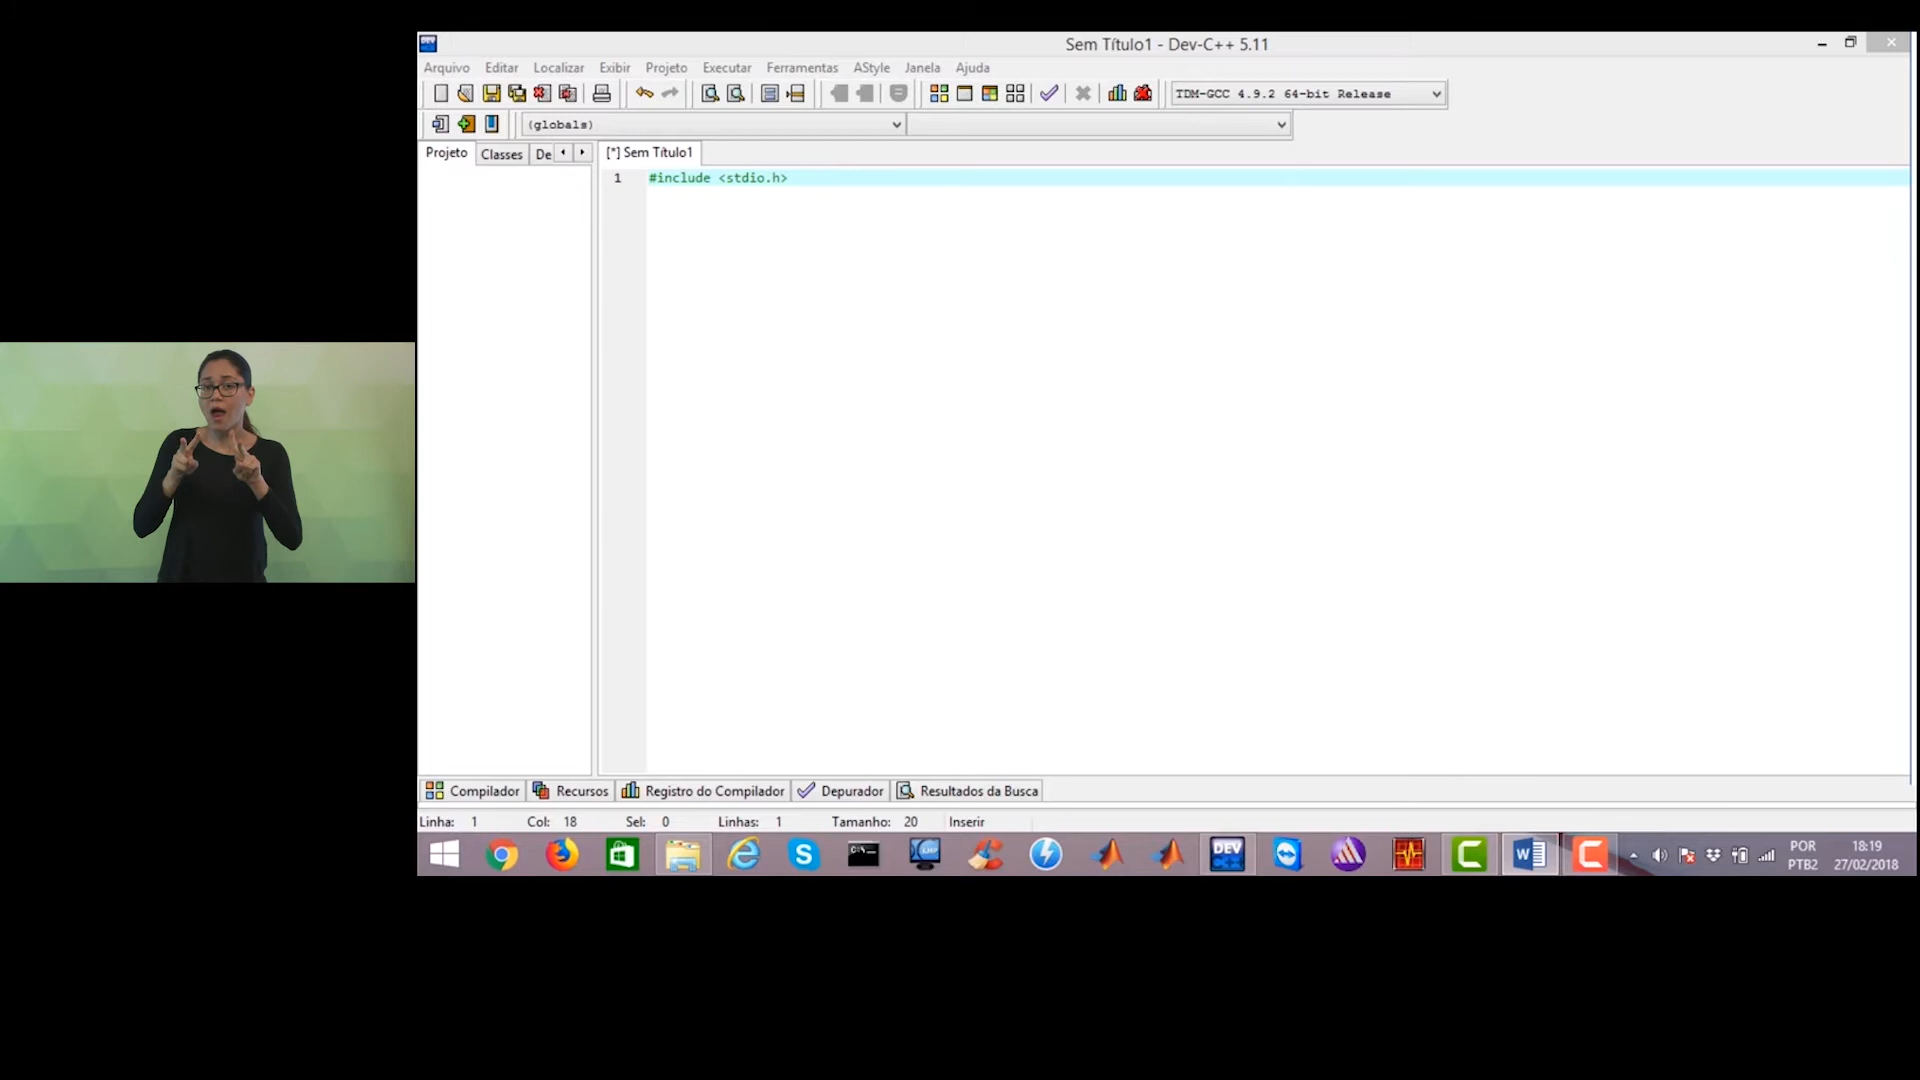 Sem Título1 - Dev-C++ 5.11
Arquivo Editar Localizar Exibir Projeto Executar Ferramentas AStyle Janela Ajuda
TDM-GCC 4.9.2 64-bit Release
(globals)
Projeto Classes De [*] Sem Título1
1 #include <stdio.h>
Compilador Recursos Registro do Compilador Depurador Resultados da Busca
Linha: 1 Col: 18 Sel: 0 Linhas: 1 Tamanho: 20 Inserir
DEV
POR 18:19
PTB2 27/02/2018